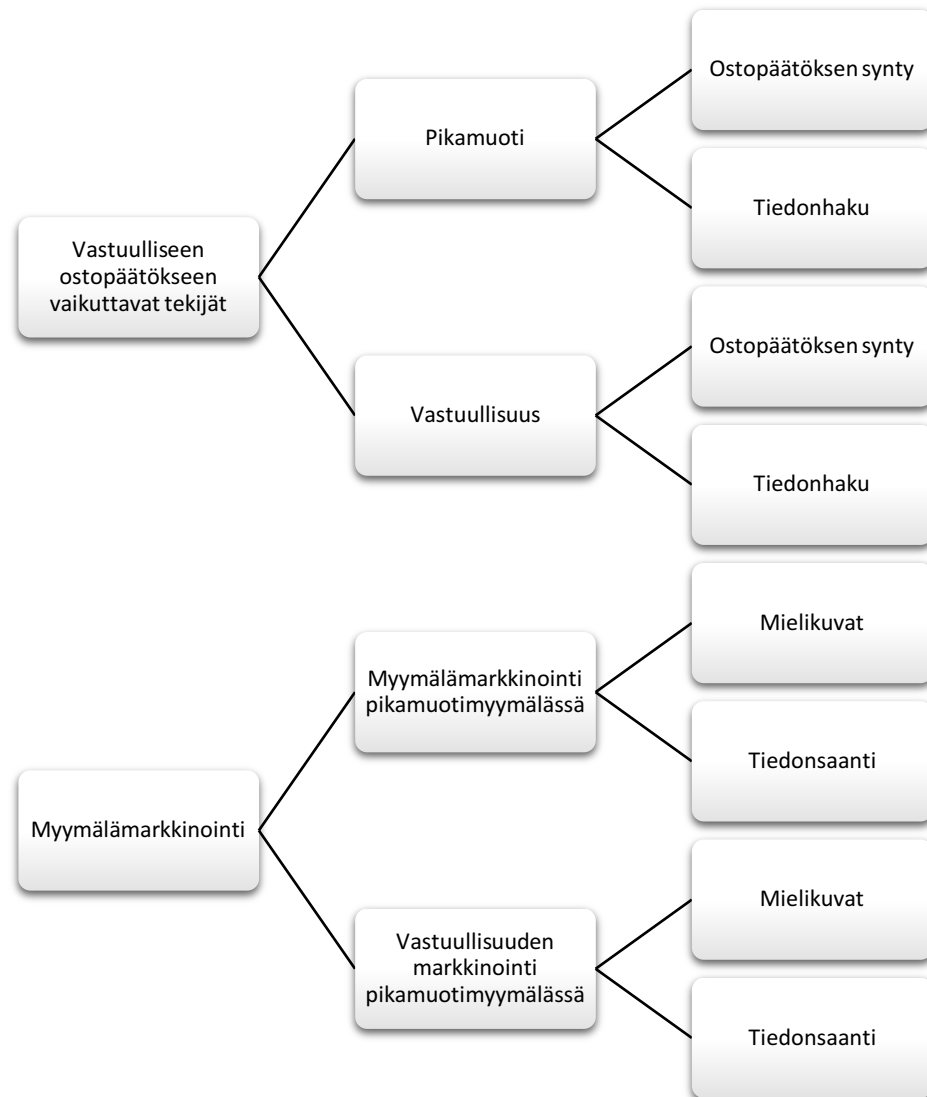 Vastuulliseen
ostopäätökseen
vaikuttavat tekijät
Pikamuoti
Ostopäätöksen synty
Tiedonhaku
Vastuullisuus
Ostopäätöksen synty
Tiedonhaku
Myymälämarkkinointi
Myymälämarkkinointi
pikamuotimyymälässä
Mielikuvat
Tiedonsaanti
Vastuullisuuden
markkinointi
pikamuotimyymälässä
Mielikuvat
Tiedonsaanti